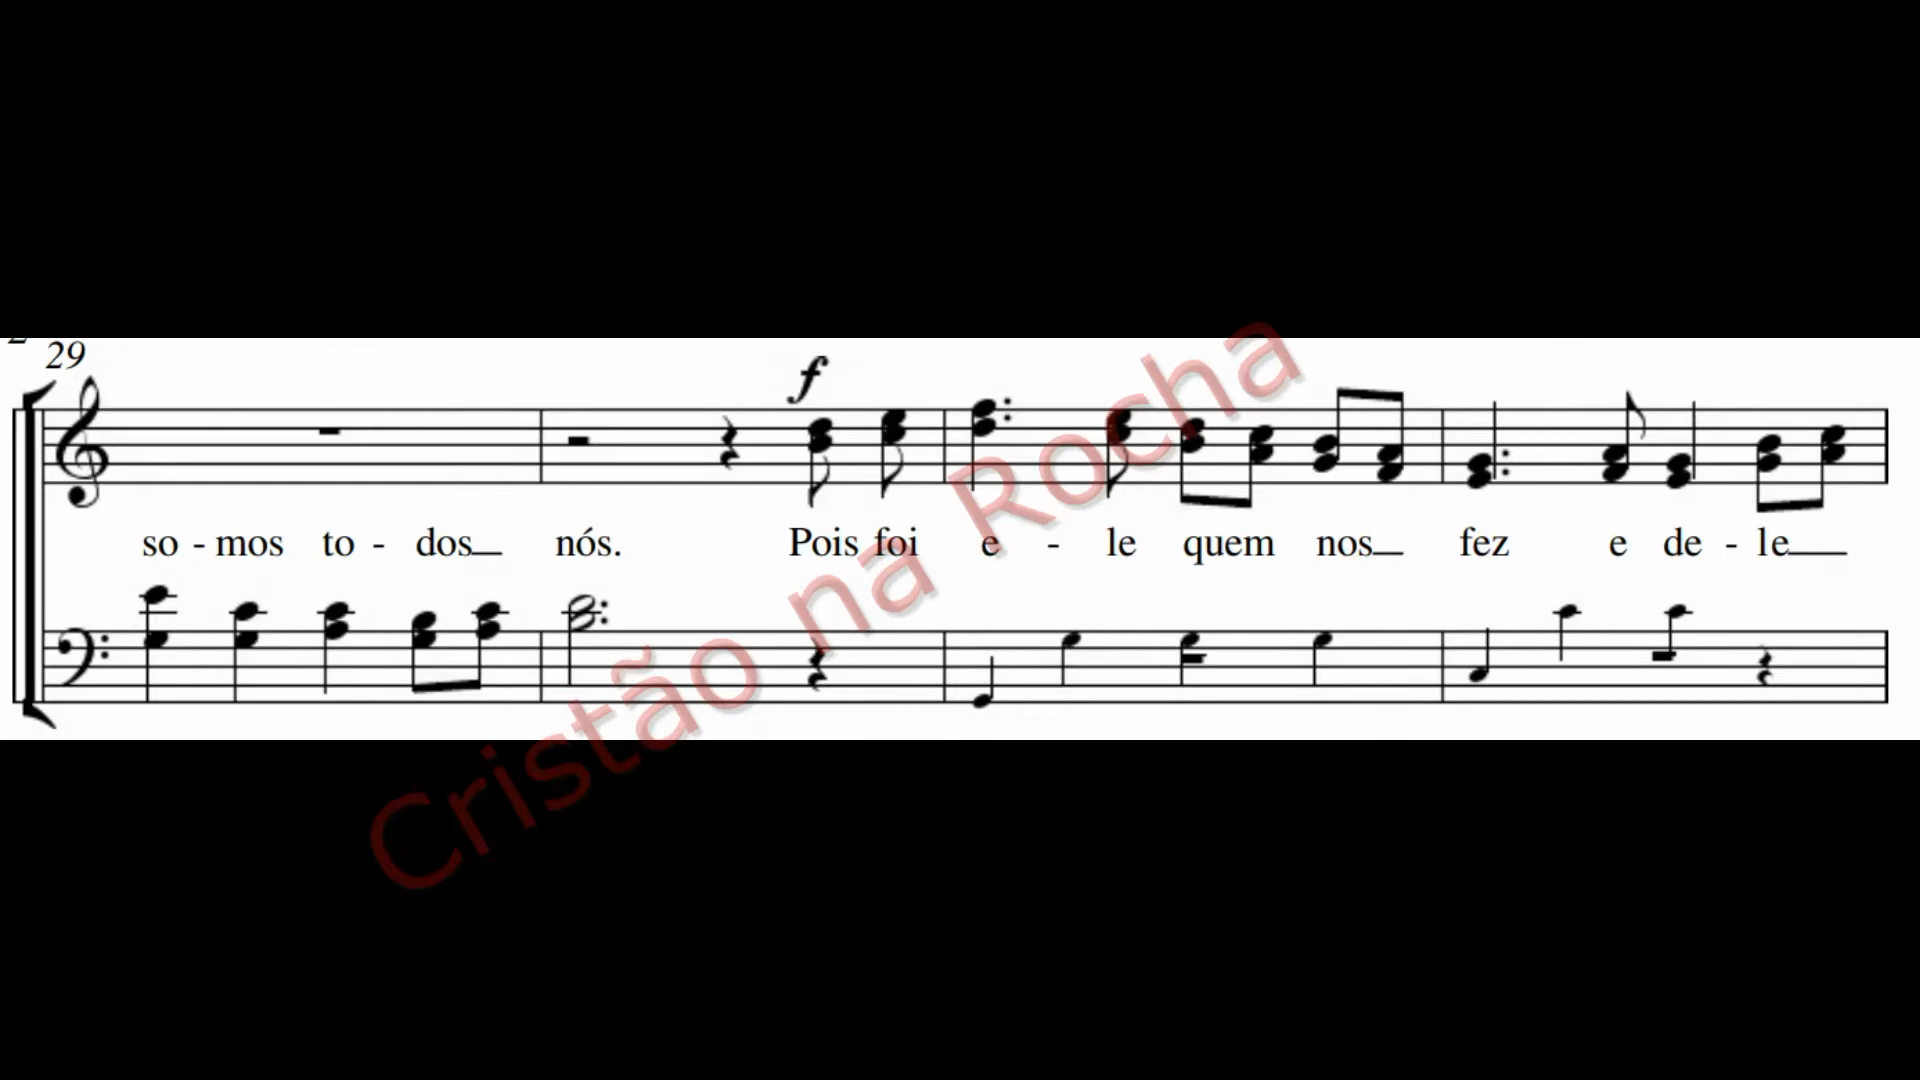 29
f
so - mos to - dos nós. Pois foi e - le quem nos fez e de - le
Cristão na Rocha